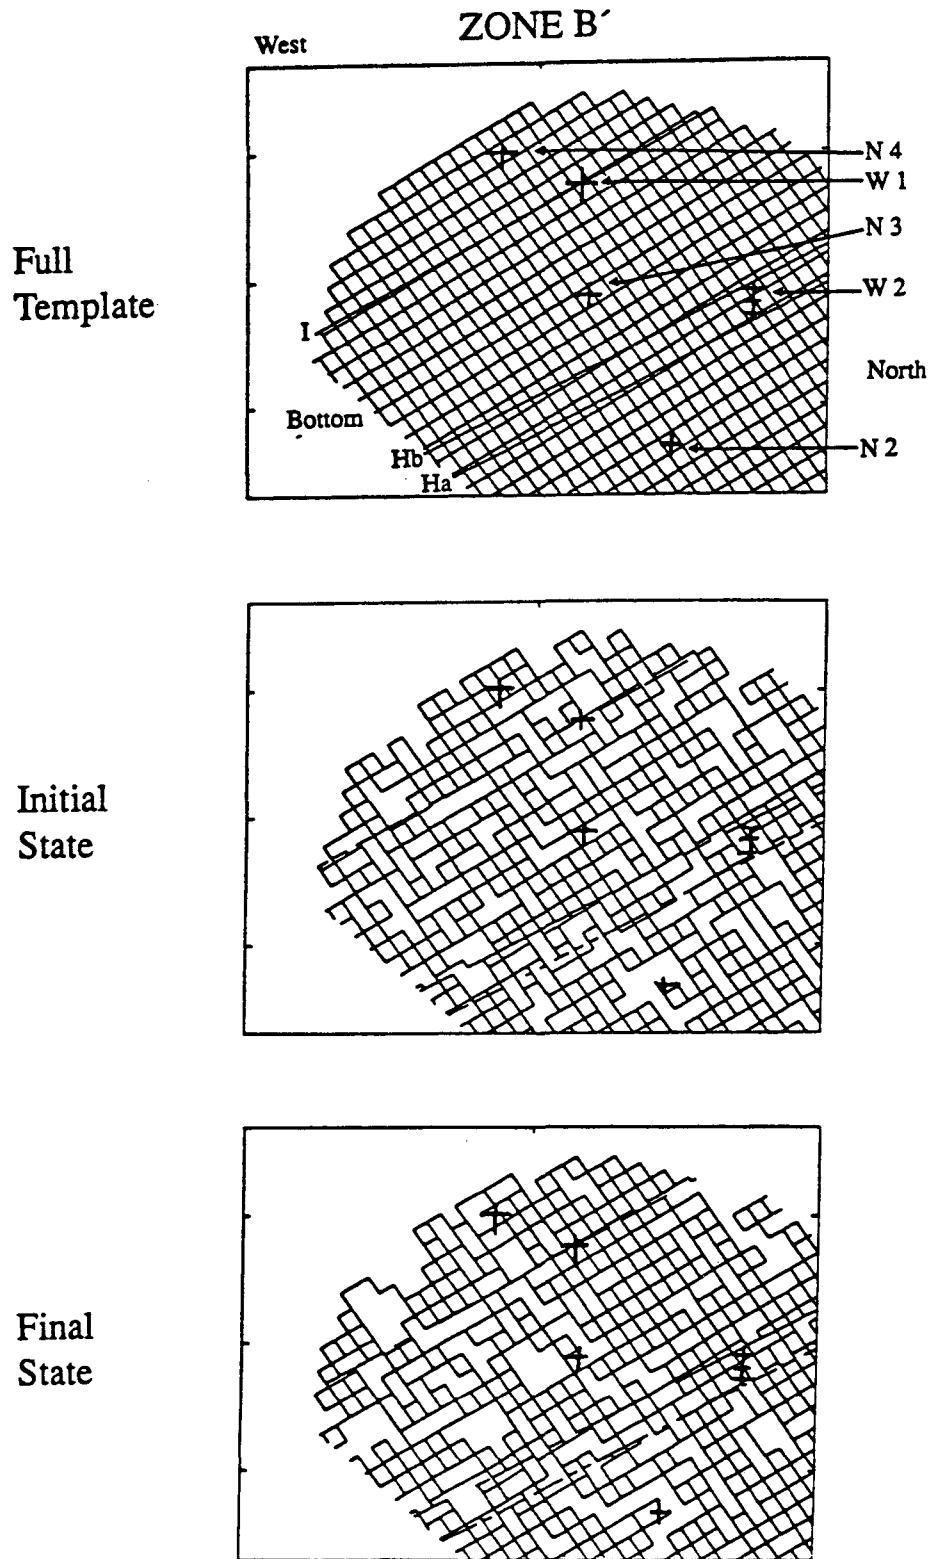 ZONE B′
West
N 4
W 1
N 3
Full
Template
W 2
I
North
Bottom
N 2
Hb
Ha
Initial
State
Final
State